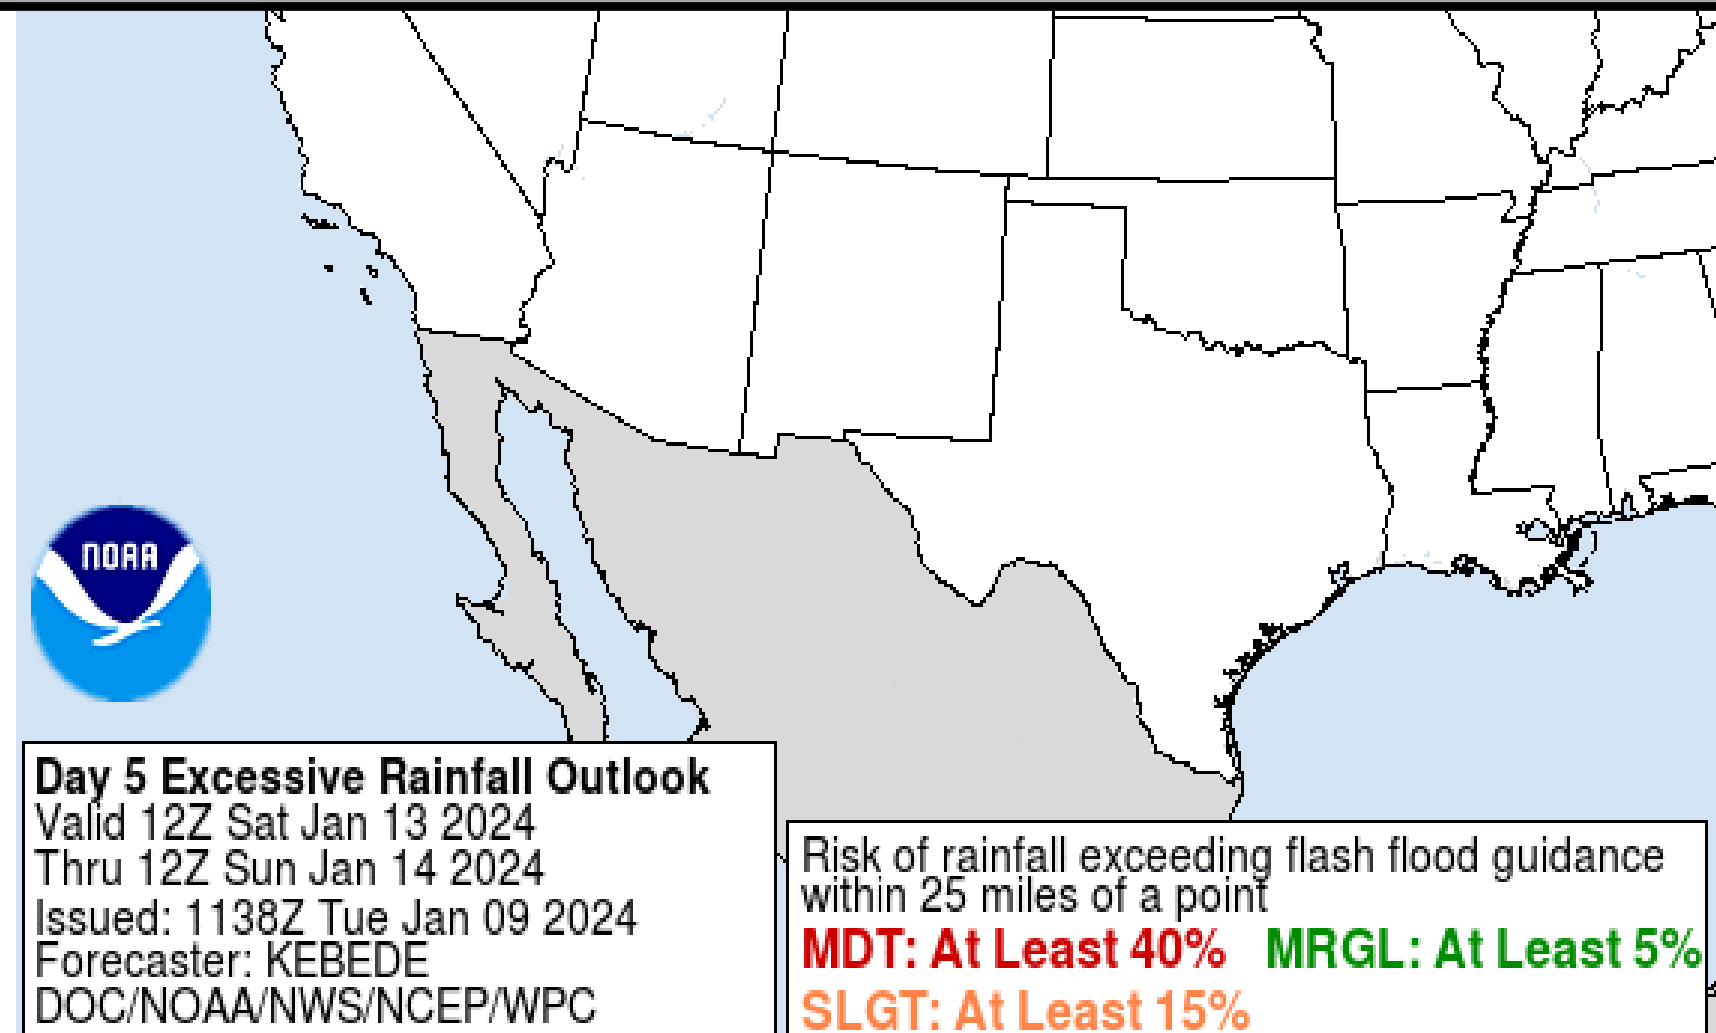 NOAA
Day 5 Excessive Rainfall Outlook
Valid 12Z Sat Jan 13 2024
Thru 12Z Sun Jan 14 2024
Issued: 1138Z Tue Jan 09 2024
Forecaster: KEBEDE
DOC/NOAA/NWS/NCEP/WPC
Risk of rainfall exceeding flash flood guidance
within 25 miles of a point
MDT: At Least 40% MRGL: At Least 5%
SLGT: At Least 15%